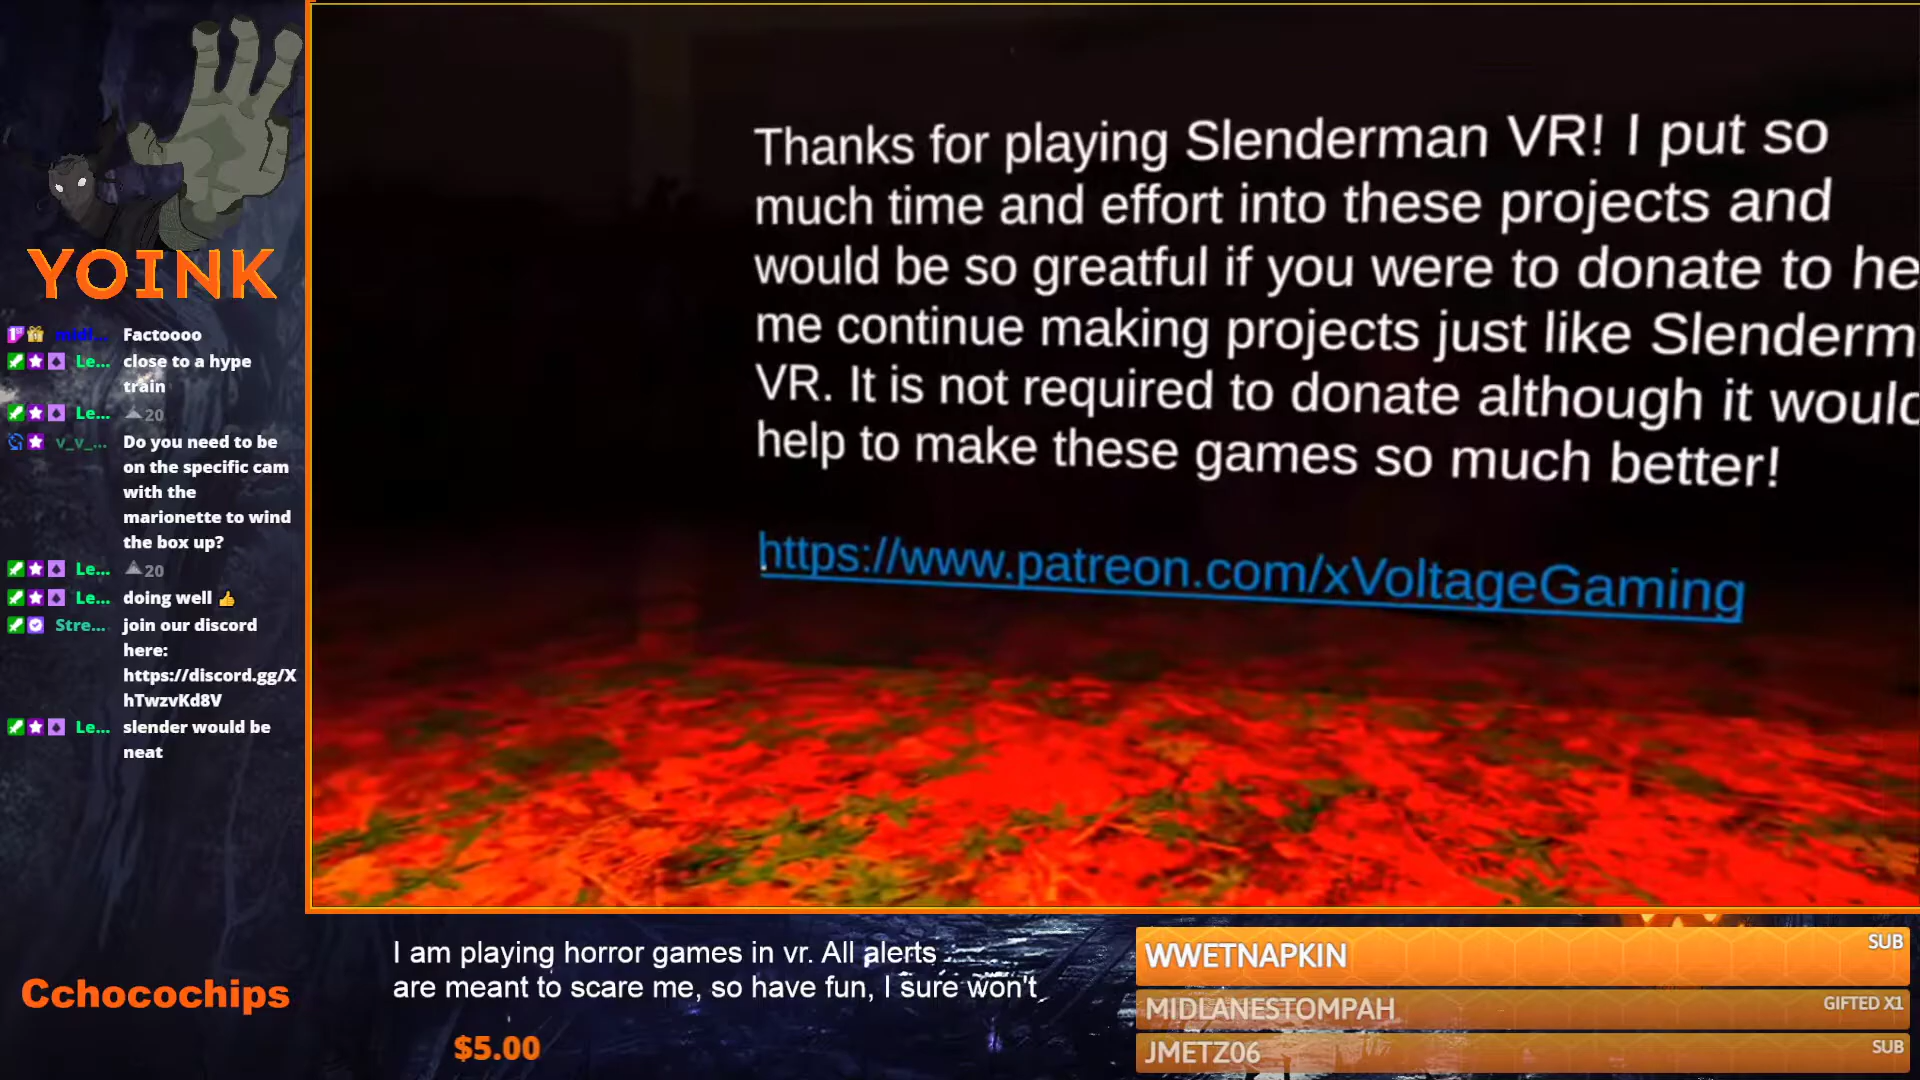 YOINK
Factoooo
Le... close to a hype
train
Le... 20
v_v_... Do you need to be
on the specific cam
with the
marionette to wind
the box up?
Le... 20
Le... doing well 👍
Stre... join our discord
here:
https://discord.gg/X
hTwzvKd8V
Le... slender would be
neat
Thanks for playing Slenderman VR! I put so
much time and effort into these projects and
would be so greatful if you were to donate to he
me continue making projects just like Slenderm
VR. It is not required to donate although it would
help to make these games so much better!
https://www.patreon.com/xVoltageGaming
Cchocochips
I am playing horror games in vr. All alerts
are meant to scare me, so have fun, I sure won't
$5.00
WWETNAPKIN SUB
MIDLANESTOMPAH GIFTED X1
JMETZ06 SUB